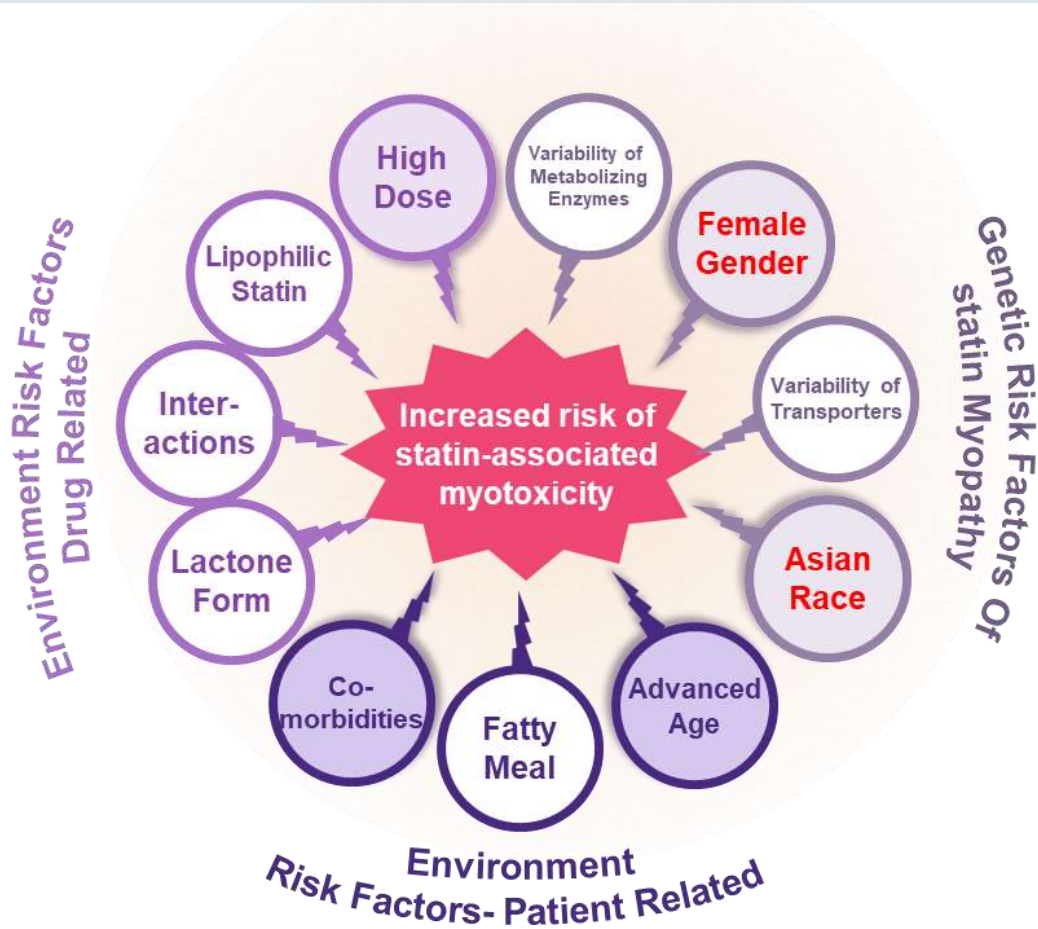 High
Dose
Variability of
Metabolizing
Enzymes
Female
Gender
Lipophilic
Statin
Variability of
Transporters
Inter-
actions
Increased risk of
statin-associated
myotoxicity
Lactone
Form
Asian
Race
Co-
morbidities
Fatty
Meal
Advanced
Age
Environment Risk Factors
Drug Related
Genetic Risk Factors Of
statin Myopathy
Environment
Risk Factors- Patient Related